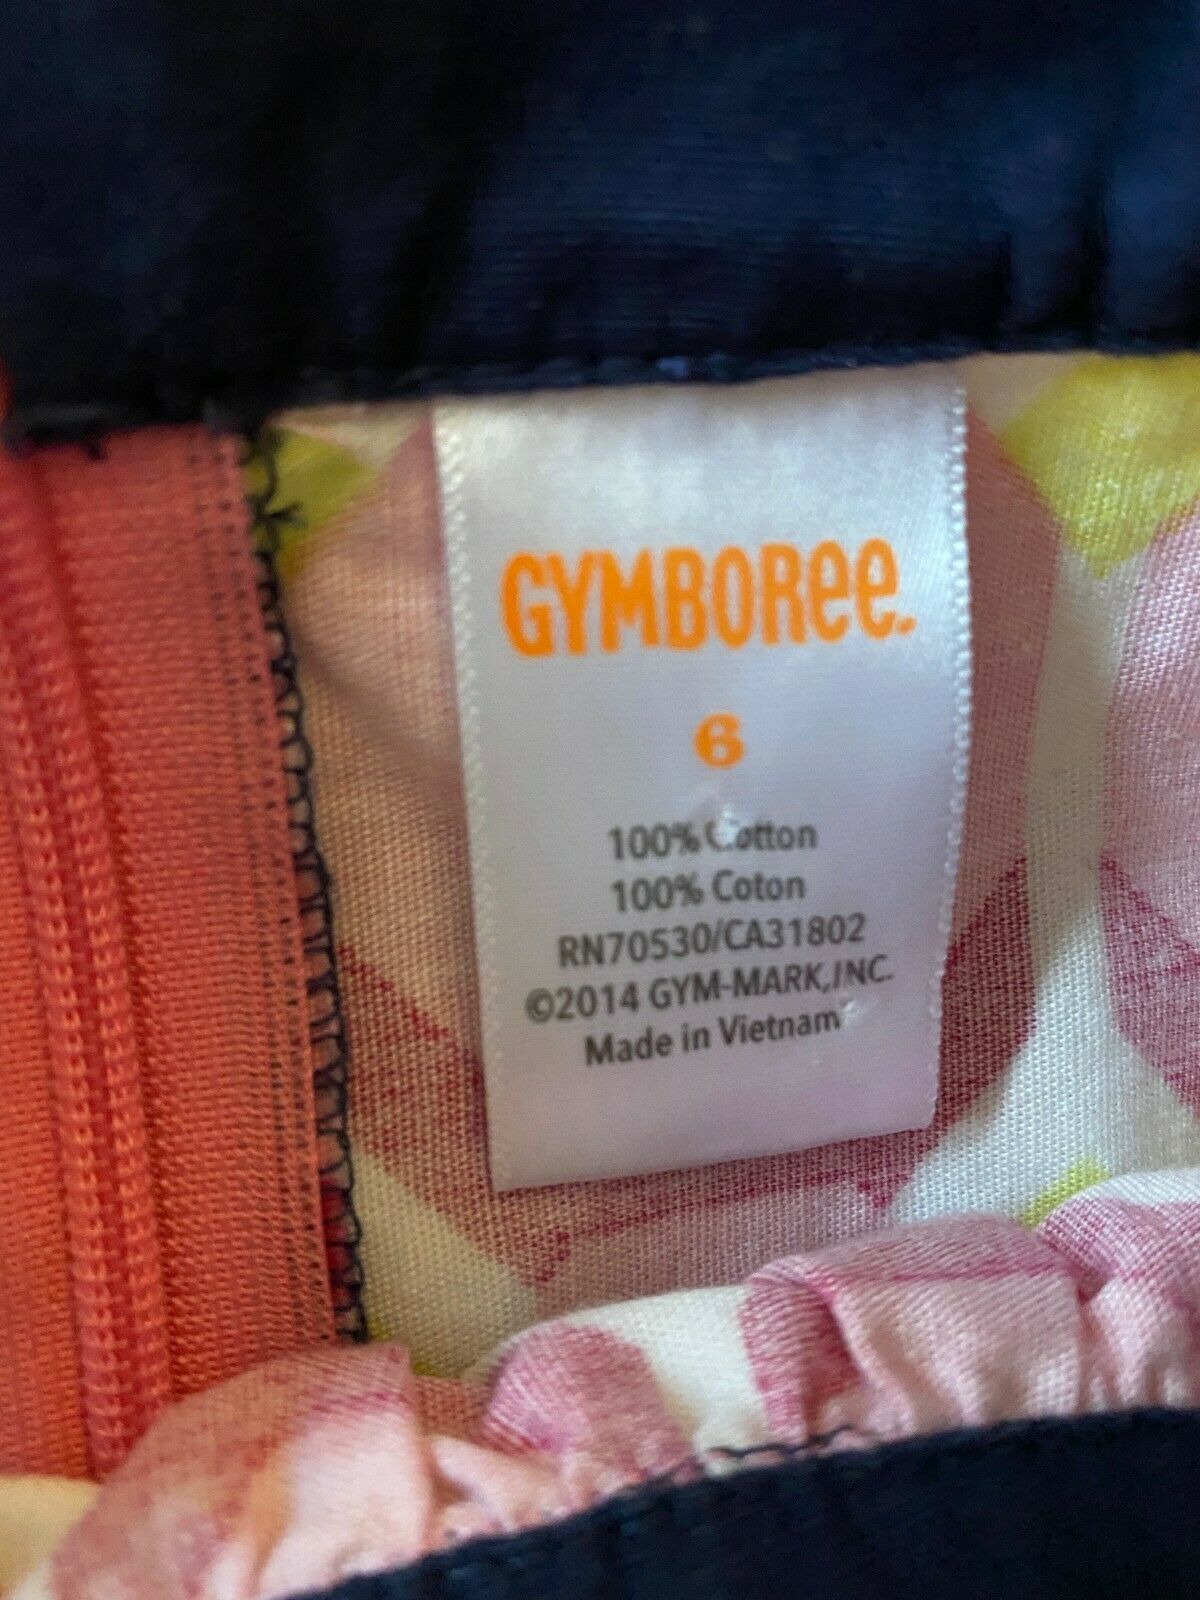 GYMBOREE.
6
100% Cotton
100% Coton
RN70530/CA31802
©2014 GYM-MARK,INC.
Made in Vietnam